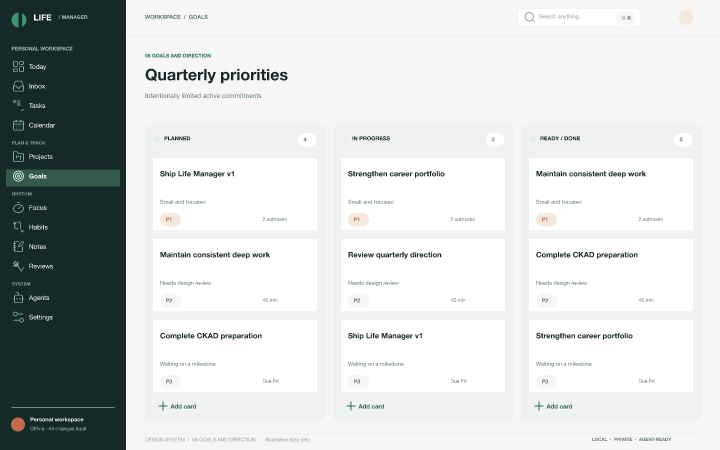 LIFE / MANAGER
PERSONAL WORKSPACE
Today
Inbox
Tasks
Calendar
PLAN & TRACK
Projects
Goals
RHYTHM
Focus
Habits
Notes
Reviews
SYSTEM
Agents
Settings
Personal workspace
Offline · All changes local
WORKSPACE / GOALS
Search anything...
⌘ K
06 GOALS AND DIRECTION
Quarterly priorities
Intentionally limited active commitments
PLANNED 4
Ship Life Manager v1
Small and focused
P1 2 subtasks
Maintain consistent deep work
Needs design review
P2 45 min
Complete CKAD preparation
Waiting on a milestone
P3 Due Fri
+ Add card
IN PROGRESS 3
Strengthen career portfolio
Small and focused
P1 2 subtasks
Review quarterly direction
Needs design review
P2 45 min
Ship Life Manager v1
Waiting on a milestone
P3 Due Fri
+ Add card
READY / DONE 5
Maintain consistent deep work
Small and focused
P1 2 subtasks
Complete CKAD preparation
Needs design review
P2 45 min
Strengthen career portfolio
Waiting on a milestone
P3 Due Fri
+ Add card
DESIGN SYSTEM / 06 GOALS AND DIRECTION · Illustrative data only
LOCAL · PRIVATE · AGENT-READY